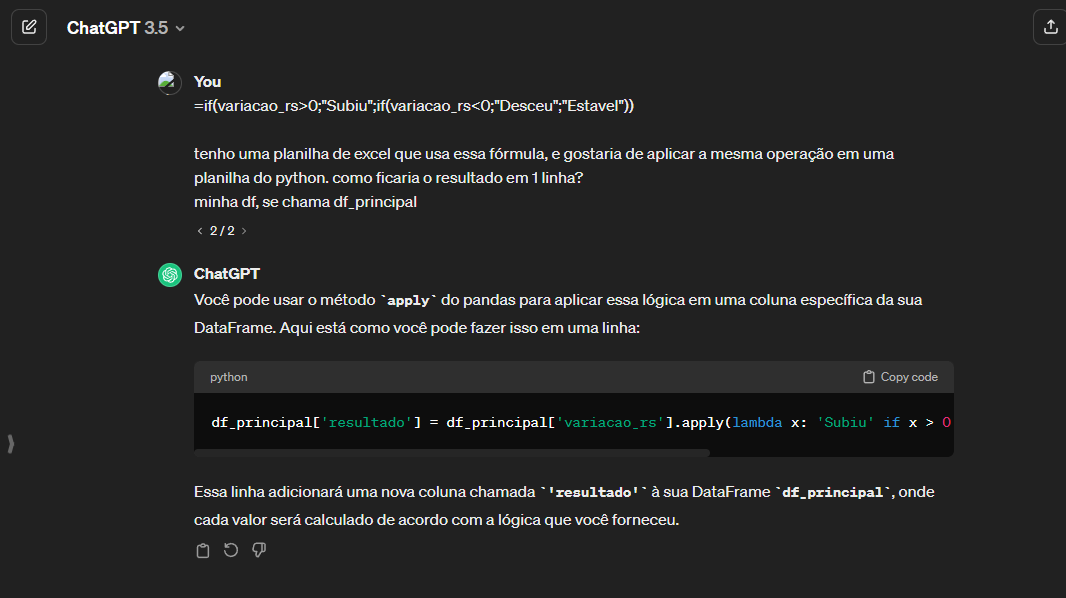 ChatGPT 3.5
You
=if(variacao_rs>0;"Subiu";if(variacao_rs<0;"Desceu";"Estavel"))
tenho uma planilha de excel que usa essa fórmula, e gostaria de aplicar a mesma operação em uma
planilha do python. como ficaria o resultado em 1 linha?
minha df, se chama df_principal
2 / 2
ChatGPT
Você pode usar o método `apply` do pandas para aplicar essa lógica em uma coluna específica da sua
DataFrame. Aqui está como você pode fazer isso em uma linha:
python
Copy code
df_principal['resultado'] = df_principal['variacao_rs'].apply(lambda x: 'Subiu' if x > 0
Essa linha adicionará uma nova coluna chamada `'resultado'` à sua DataFrame `df_principal`, onde
cada valor será calculado de acordo com a lógica que você forneceu.